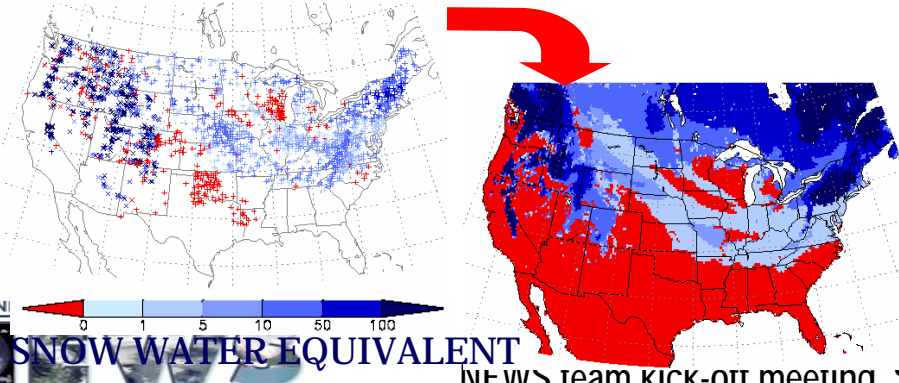 0 1 5 10 50 100
SNOW WATER EQUIVALENT
NEWS team kick-off meeting,